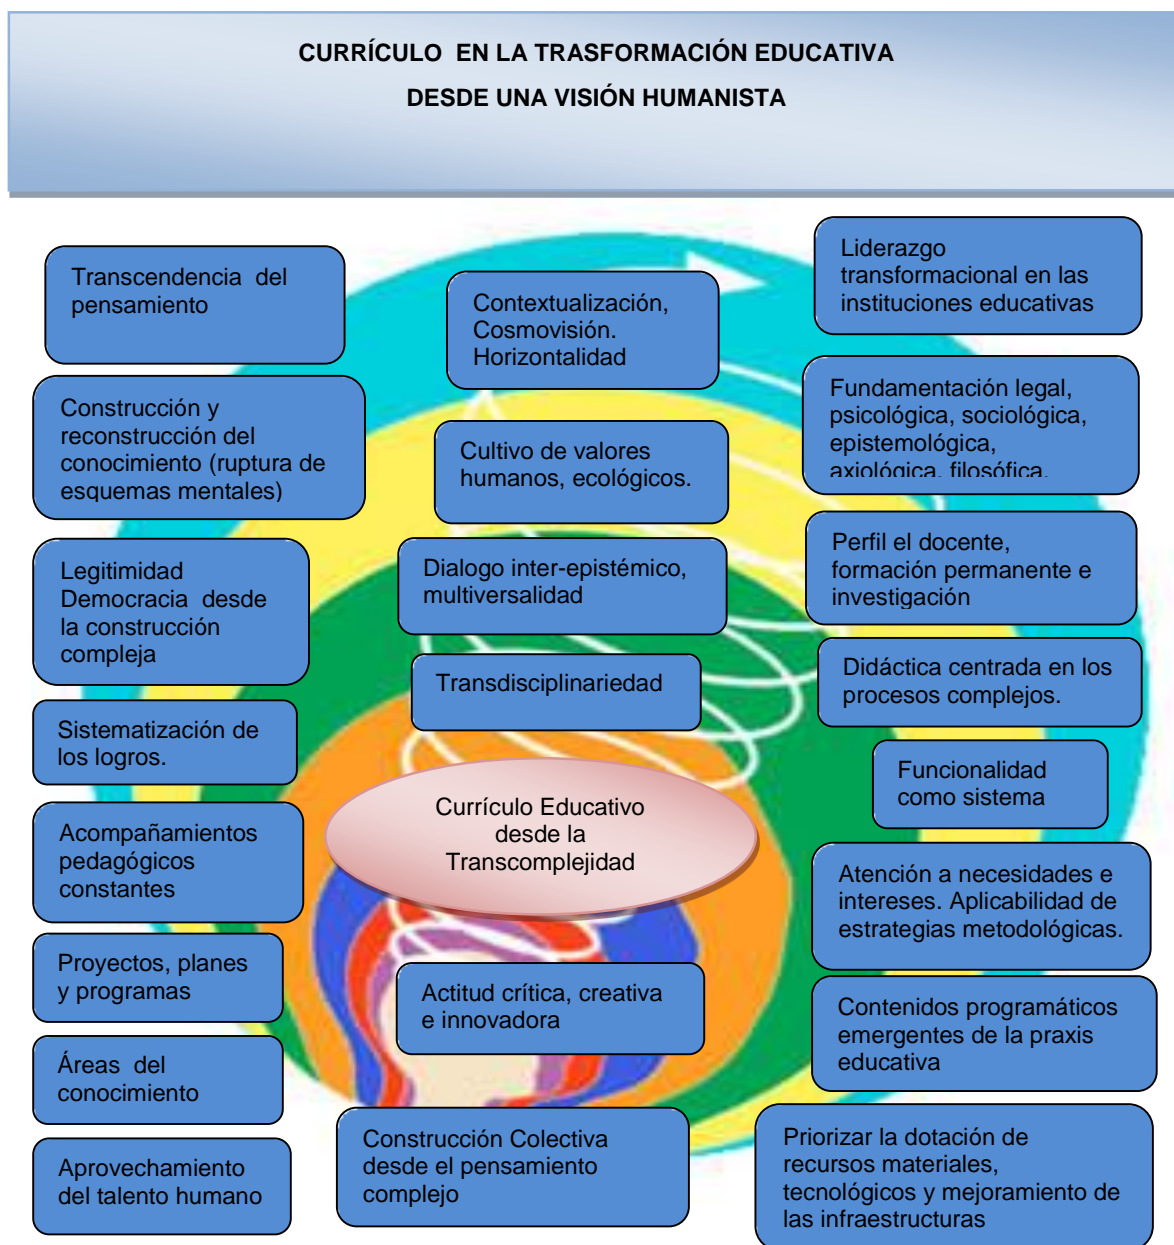 CURRÍCULO EN LA TRASFORMACIÓN EDUCATIVA
DESDE UNA VISIÓN HUMANISTA
Transcendencia del
pensamiento
Construcción y
reconstrucción del
conocimiento (ruptura de
esquemas mentales)
Legitimidad
Democracia desde
la construcción
compleja
Sistematización de
los logros.
Acompañamientos
pedagógicos
constantes
Proyectos, planes
y programas
Áreas del
conocimiento
Aprovechamiento
del talento humano
Contextualización,
Cosmovisión.
Horizontalidad
Cultivo de valores
humanos, ecológicos.
Dialogo inter-epistémico,
multiversalidad
Transdisciplinariedad
Currículo Educativo
desde la
Transcomplejidad
Actitud crítica, creativa
e innovadora
Construcción Colectiva
desde el pensamiento
complejo
Liderazgo
transformacional en las
instituciones educativas
Fundamentación legal,
psicológica, sociológica,
epistemológica,
axiológica, filosófica.
Perfil el docente,
formación permanente e
investigación
Didáctica centrada en los
procesos complejos.
Funcionalidad
como sistema
Atención a necesidades e
intereses. Aplicabilidad de
estrategias metodológicas.
Contenidos programáticos
emergentes de la praxis
educativa
Priorizar la dotación de
recursos materiales,
tecnológicos y mejoramiento de
las infraestructuras